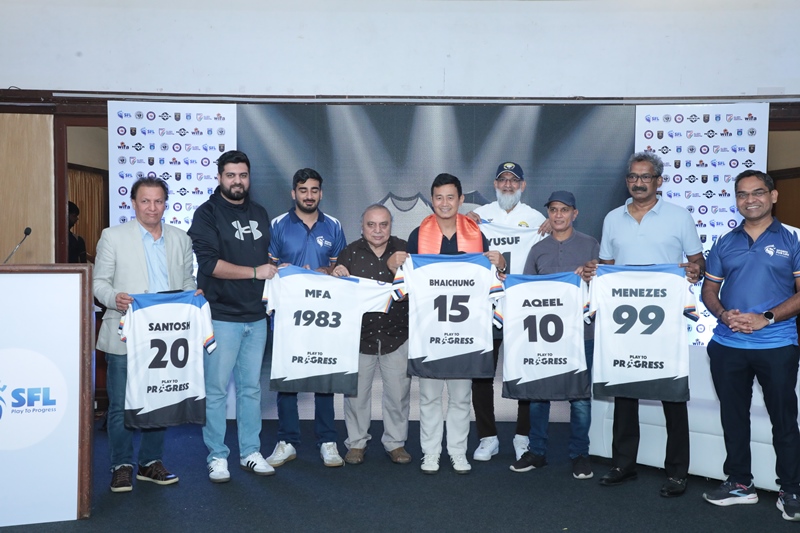 SFL
Play To Progress
SANTOSH
20
PLAY TO
PROGRESS
MFA
1983
PLAY TO
PROGRESS
BHAICHUNG
15
PLAY TO
PROGRESS
YUSUF
AQEEL
10
PLAY TO
PROGRESS
MENEZES
99
PLAY TO
PROGRESS